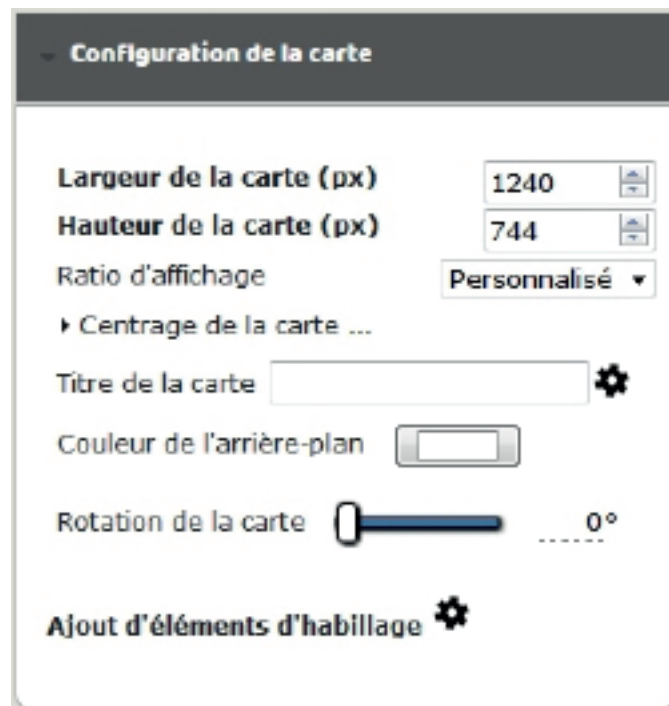 Configuration de la carte
Largeur de la carte (px) 1240
Hauteur de la carte (px) 744
Ratio d'affichage Personnalisé
Centrage de la carte ...
Titre de la carte
Couleur de l'arrière-plan
Rotation de la carte 0°
Ajout d'éléments d'habillage